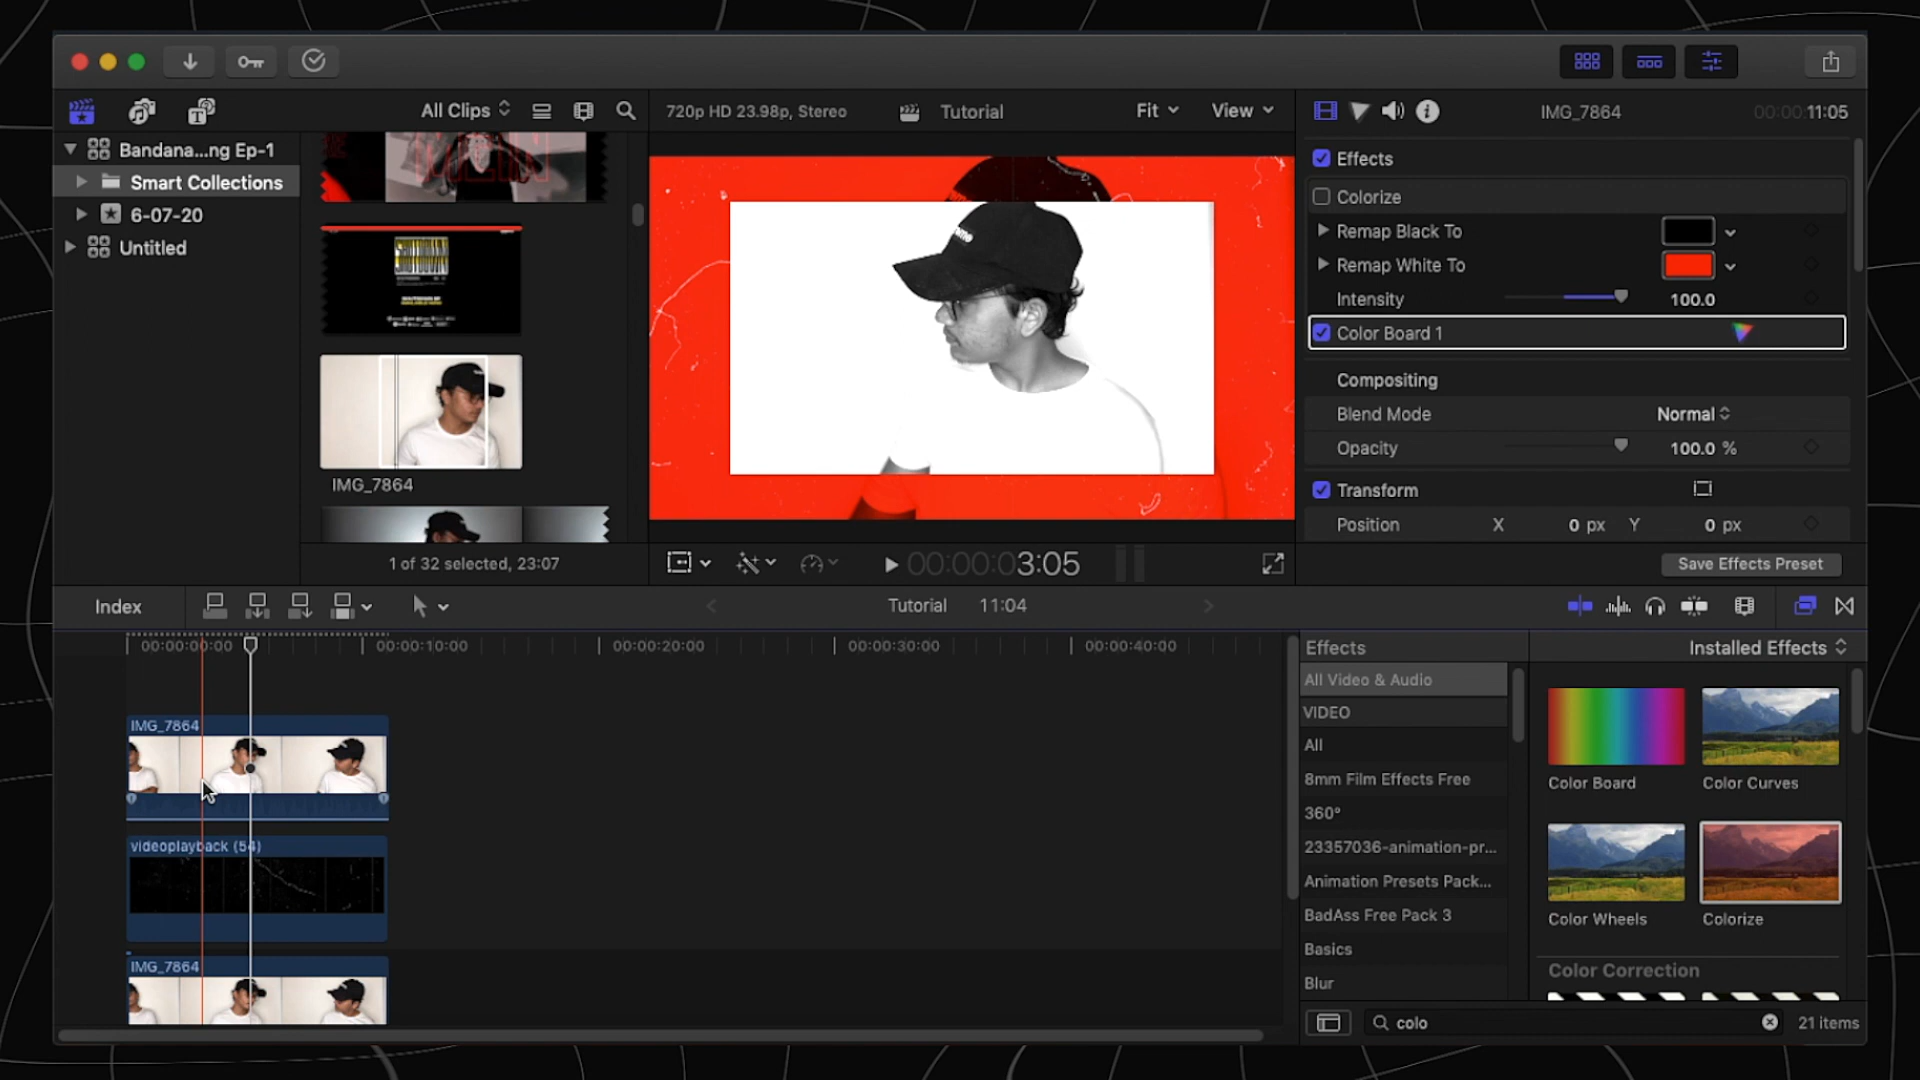 All Clips
720p HD 23.98p, Stereo
Tutorial
Fit
View
IMG_7864
00:00:11:05
Bandana...ng Ep-1
Smart Collections
6-07-20
Untitled
IMG_7864
1 of 32 selected, 23:07
00:00:03:05
Effects
Colorize
Remap Black To
Remap White To
Intensity
100.0
Color Board 1
Compositing
Blend Mode
Normal
Opacity
100.0 %
Transform
Position
X
0 px
Y
0 px
Save Effects Preset
Index
Tutorial
11:04
00:00:00:00
00:00:10:00
00:00:20:00
00:00:30:00
00:00:40:00
IMG_7864
videoplayback (54)
IMG_7864
Effects
All Video & Audio
VIDEO
All
8mm Film Effects Free
360°
23357036-animation-pr...
Animation Presets Pack...
BadAss Free Pack 3
Basics
Blur
Installed Effects
Color Board
Color Curves
Color Wheels
Colorize
Color Correction
colo
21 items